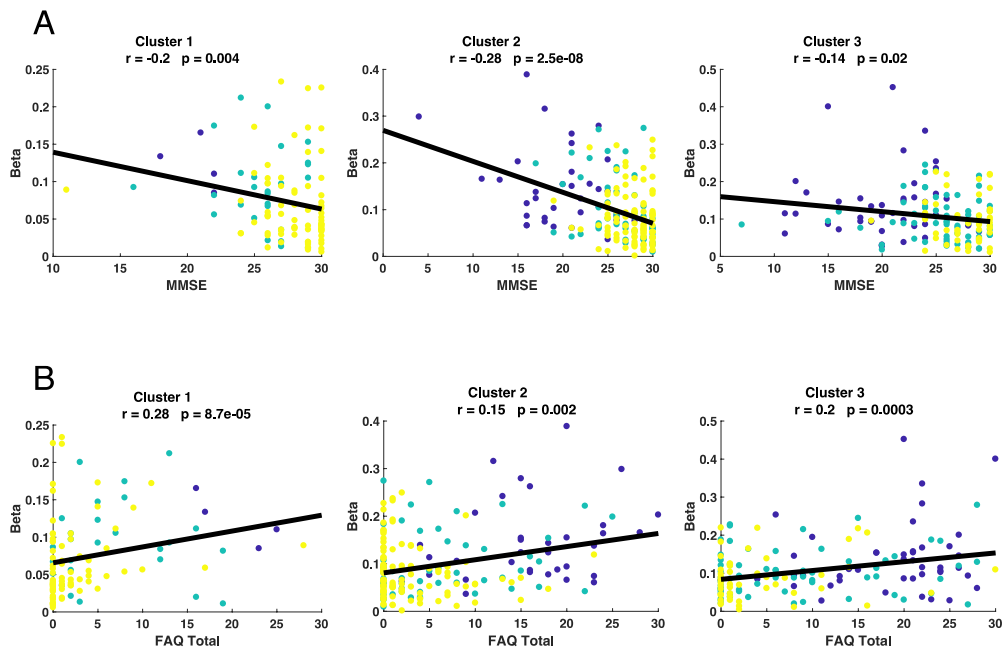 A
Cluster 1
r = -0.2 p = 0.004
Cluster 2
r = -0.28 p = 2.5e-08
Cluster 3
r = -0.14 p = 0.02
0.25
0.2
0.15
0.1
0.05
0
Beta
10 15 20 25 30
MMSE
0.4
0.3
0.2
0.1
0
Beta
0 5 10 15 20 25 30
MMSE
0.5
0.4
0.3
0.2
0.1
0
Beta
5 10 15 20 25 30
MMSE
B
Cluster 1
r = 0.28 p = 8.7e-05
Cluster 2
r = 0.15 p = 0.002
Cluster 3
r = 0.2 p = 0.0003
0.25
0.2
0.15
0.1
0.05
0
Beta
0 5 10 15 20 25 30
FAQ Total
0.4
0.3
0.2
0.1
0
Beta
0 5 10 15 20 25 30
FAQ Total
0.5
0.4
0.3
0.2
0.1
0
Beta
0 5 10 15 20 25 30
FAQ Total